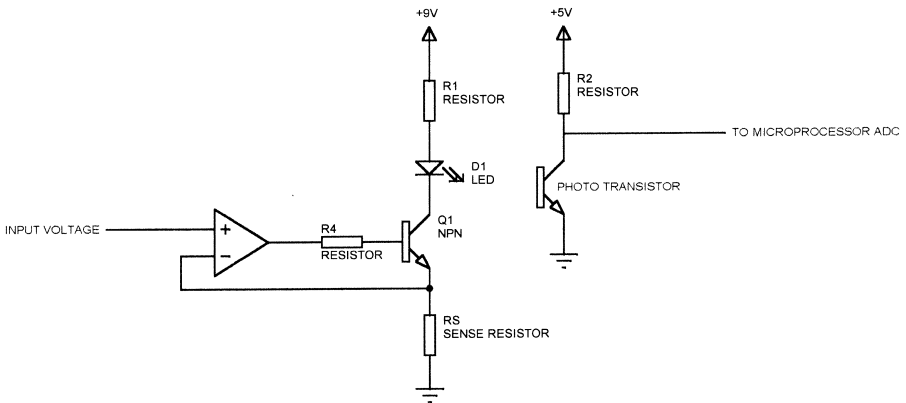 +9V
+5V
R1
RESISTOR
R2
RESISTOR
TO MICROPROCESSOR ADC
D1
LED
PHOTO TRANSISTOR
INPUT VOLTAGE
+
−
R4
RESISTOR
Q1
NPN
RS
SENSE RESISTOR